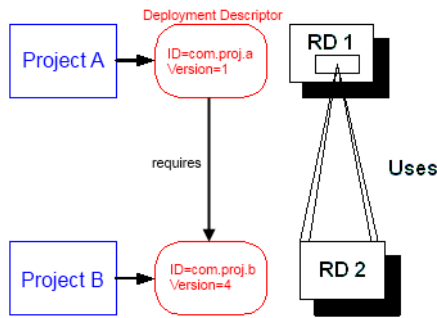 Deployment Descriptor
Project A
ID=com.proj.a
Version=1
RD 1
requires
Uses
Project B
ID=com.proj.b
Version=4
RD 2